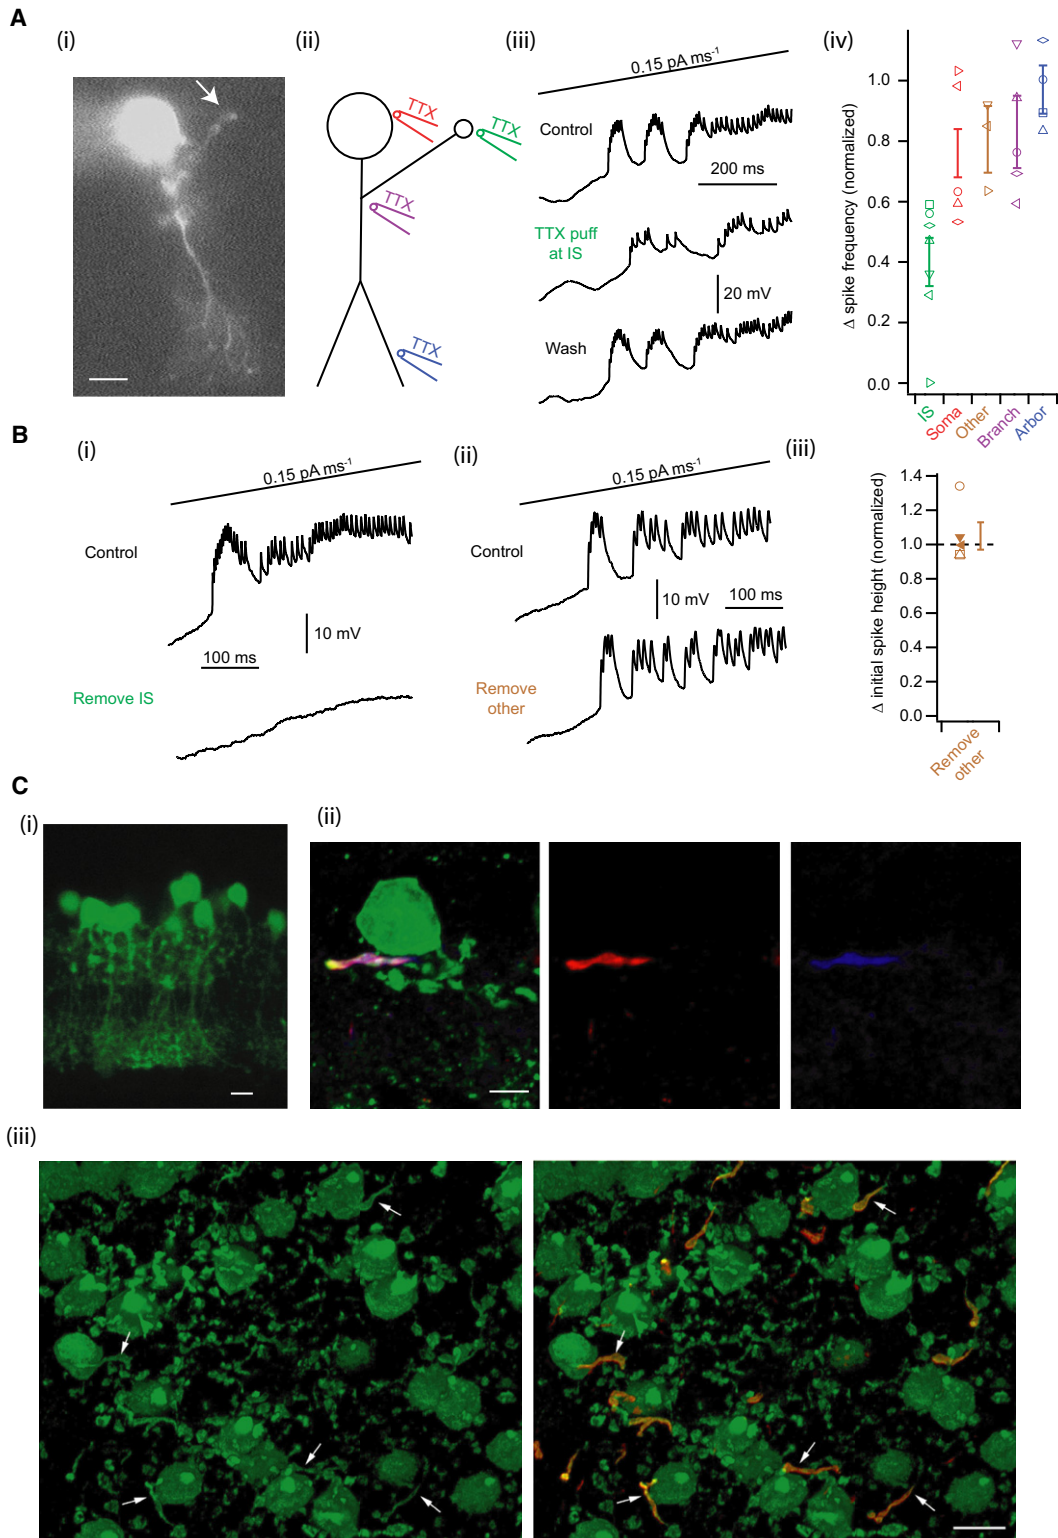 A
(i)
(ii)
TTX
TTX
TTX
TTX
(iii)
0.15 pA ms⁻¹
Control
200 ms
TTX puff
at IS
20 mV
Wash
(iv)
Δ spike frequency (normalized)
1.0
0.8
0.6
0.4
0.2
0.0
IS
Soma
Other
Branch
Arbor
B
(i)
0.15 pA ms⁻¹
Control
10 mV
100 ms
Remove IS
(ii)
0.15 pA ms⁻¹
Control
10 mV
100 ms
Remove
other
(iii)
Δ initial spike height (normalized)
1.4
1.2
1.0
0.8
0.6
0.4
0.2
0.0
Remove
other
C
(i)
(ii)
(iii)